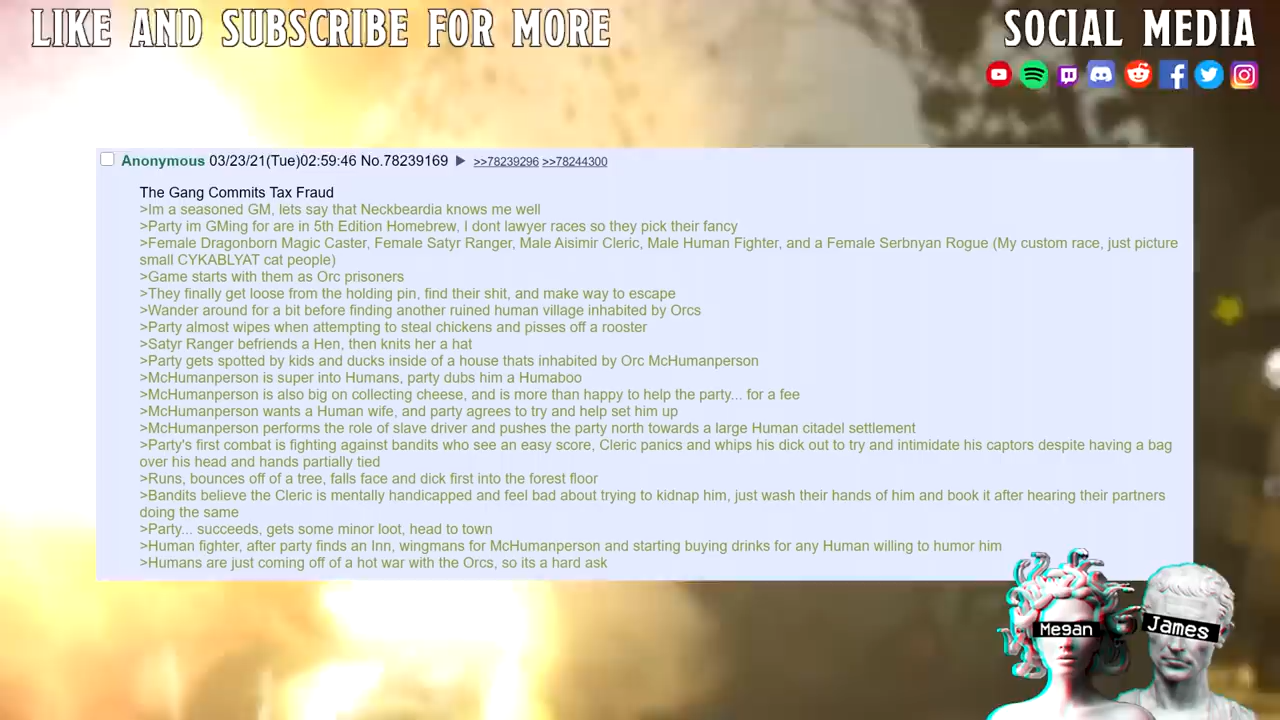 LIKE AND SUBSCRIBE FOR MORE
SOCIAL MEDIA
Anonymous 03/23/21(Tue)02:59:46 No.78239169 ▶ >>78239296 >>78244300
The Gang Commits Tax Fraud
>Im a seasoned GM, lets say that Neckbeardia knows me well
>Party im GMing for are in 5th Edition Homebrew, I dont lawyer races so they pick their fancy
>Female Dragonborn Magic Caster, Female Satyr Ranger, Male Aisimir Cleric, Male Human Fighter, and a Female Serbnyan Rogue (My custom race, just picture
small CYKABLYAT cat people)
>Game starts with them as Orc prisoners
>They finally get loose from the holding pin, find their shit, and make way to escape
>Wander around for a bit before finding another ruined human village inhabited by Orcs
>Party almost wipes when attempting to steal chickens and pisses off a rooster
>Satyr Ranger befriends a Hen, then knits her a hat
>Party gets spotted by kids and ducks inside of a house thats inhabited by Orc McHumanperson
>McHumanperson is super into Humans, party dubs him a Humaboo
>McHumanperson is also big on collecting cheese, and is more than happy to help the party... for a fee
>McHumanperson wants a Human wife, and party agrees to try and help set him up
>McHumanperson performs the role of slave driver and pushes the party north towards a large Human citadel settlement
>Party's first combat is fighting against bandits who see an easy score, Cleric panics and whips his dick out to try and intimidate his captors despite having a bag
over his head and hands partially tied
>Runs, bounces off of a tree, falls face and dick first into the forest floor
>Bandits believe the Cleric is mentally handicapped and feel bad about trying to kidnap him, just wash their hands of him and book it after hearing their partners
doing the same
>Party... succeeds, gets some minor loot, head to town
>Human fighter, after party finds an Inn, wingmans for McHumanperson and starting buying drinks for any Human willing to humor him
>Humans are just coming off of a hot war with the Orcs, so its a hard ask
Megan
James